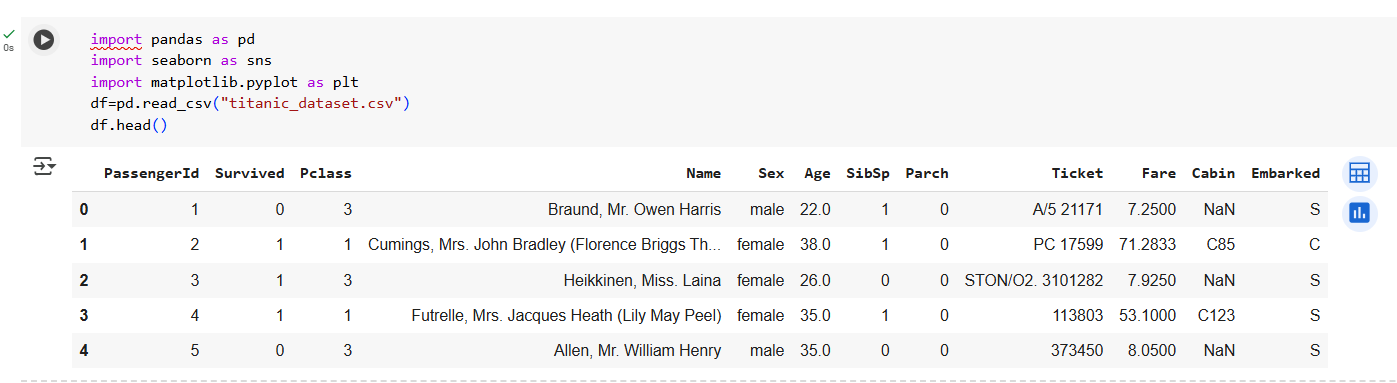 import pandas as pd
0s
import seaborn as sns
import matplotlib.pyplot as plt
df=pd.read_csv("titanic_dataset.csv")
df.head()
PassengerId Survived Pclass Name Sex Age SibSp Parch Ticket Fare Cabin Embarked
0 1 0 3 Braund, Mr. Owen Harris male 22.0 1 0 A/5 21171 7.2500 NaN S
1 2 1 1 Cumings, Mrs. John Bradley (Florence Briggs Th... female 38.0 1 0 PC 17599 71.2833 C85 C
2 3 1 3 Heikkinen, Miss. Laina female 26.0 0 0 STON/O2. 3101282 7.9250 NaN S
3 4 1 1 Futrelle, Mrs. Jacques Heath (Lily May Peel) female 35.0 1 0 113803 53.1000 C123 S
4 5 0 3 Allen, Mr. William Henry male 35.0 0 0 373450 8.0500 NaN S